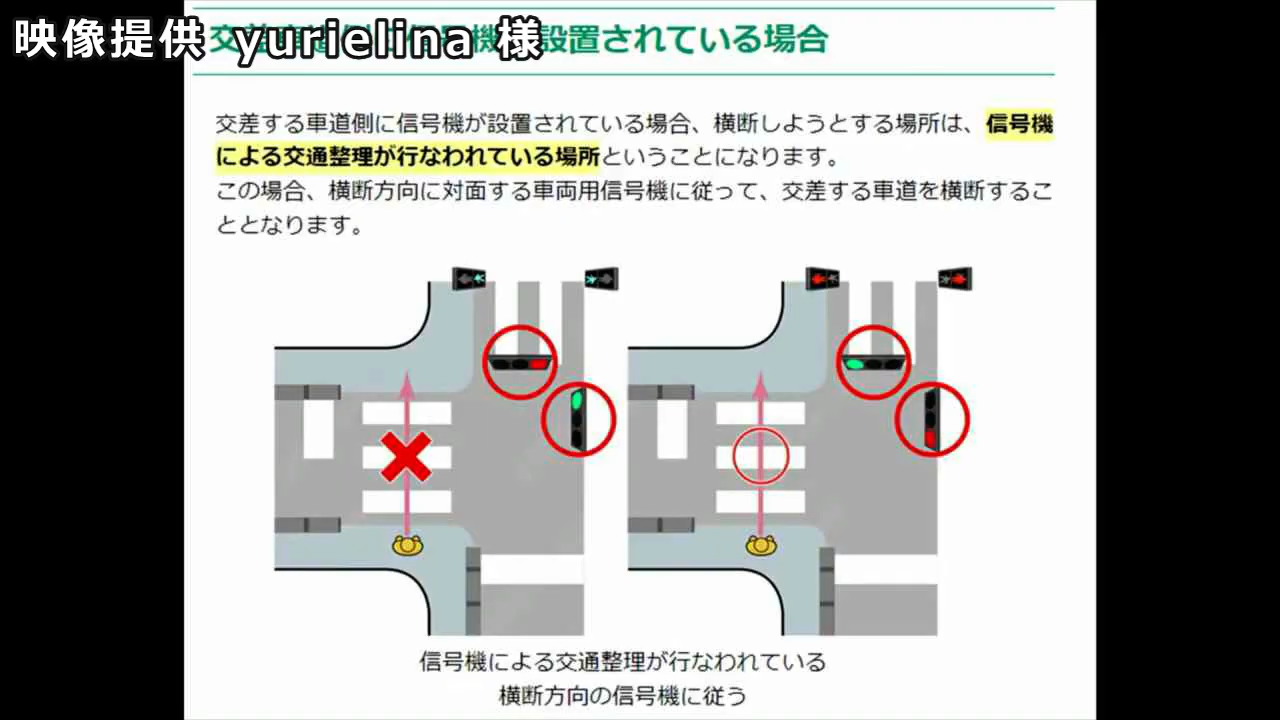 映像提供 yurielina 様
設置されている場合
交差する車道側に信号機が設置されている場合、横断しようとする場所は、信号機
による交通整理が行なわれている場所ということになります。
この場合、横断方向に対面する車両用信号機に従って、交差する車道を横断するこ
ととなります。
信号機による交通整理が行なわれている
横断方向の信号機に従う